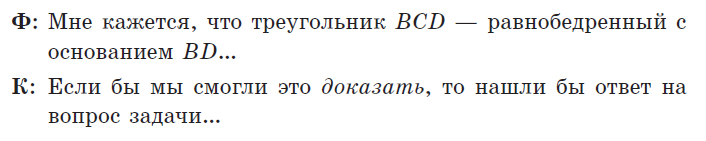 Ф: Мне кажется, что треугольник BCD — равнобедренный с
основанием BD...
К: Если бы мы смогли это доказать, то нашли бы ответ на
вопрос задачи...